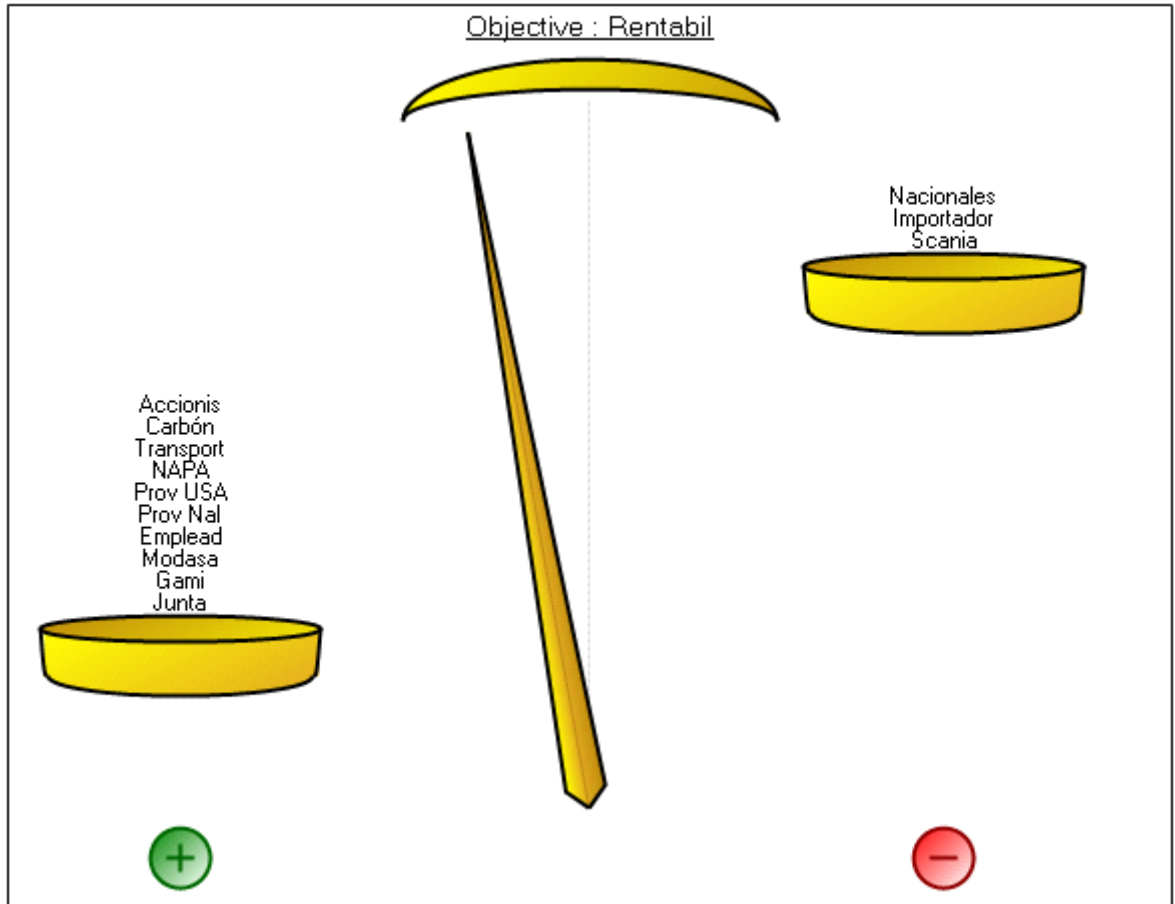 Objective : Rentabil
Nacionales
Importador
Scania
Accionis
Carbón
Transport
NAPA
Prov USA
Prov Nal
Emplead
Modasa
Gami
Junta